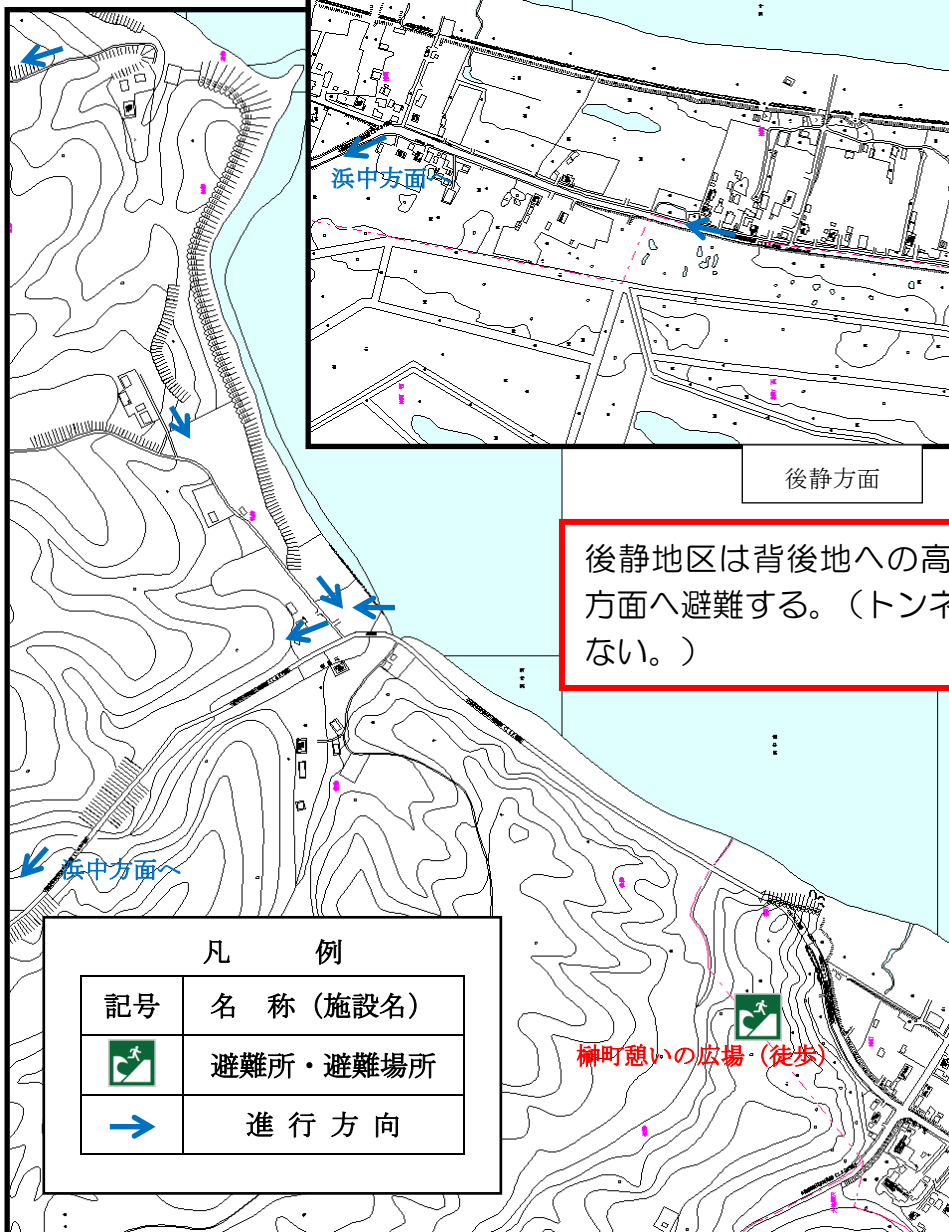 浜中方面へ
後静方面
後静地区は背後地への高
方面へ避難する。（トンネ
ない。）
浜中方面へ
榊町憩いの広場（徒歩）
凡 例
記号 名 称（施設名）
避難所・避難場所
進 行 方 向